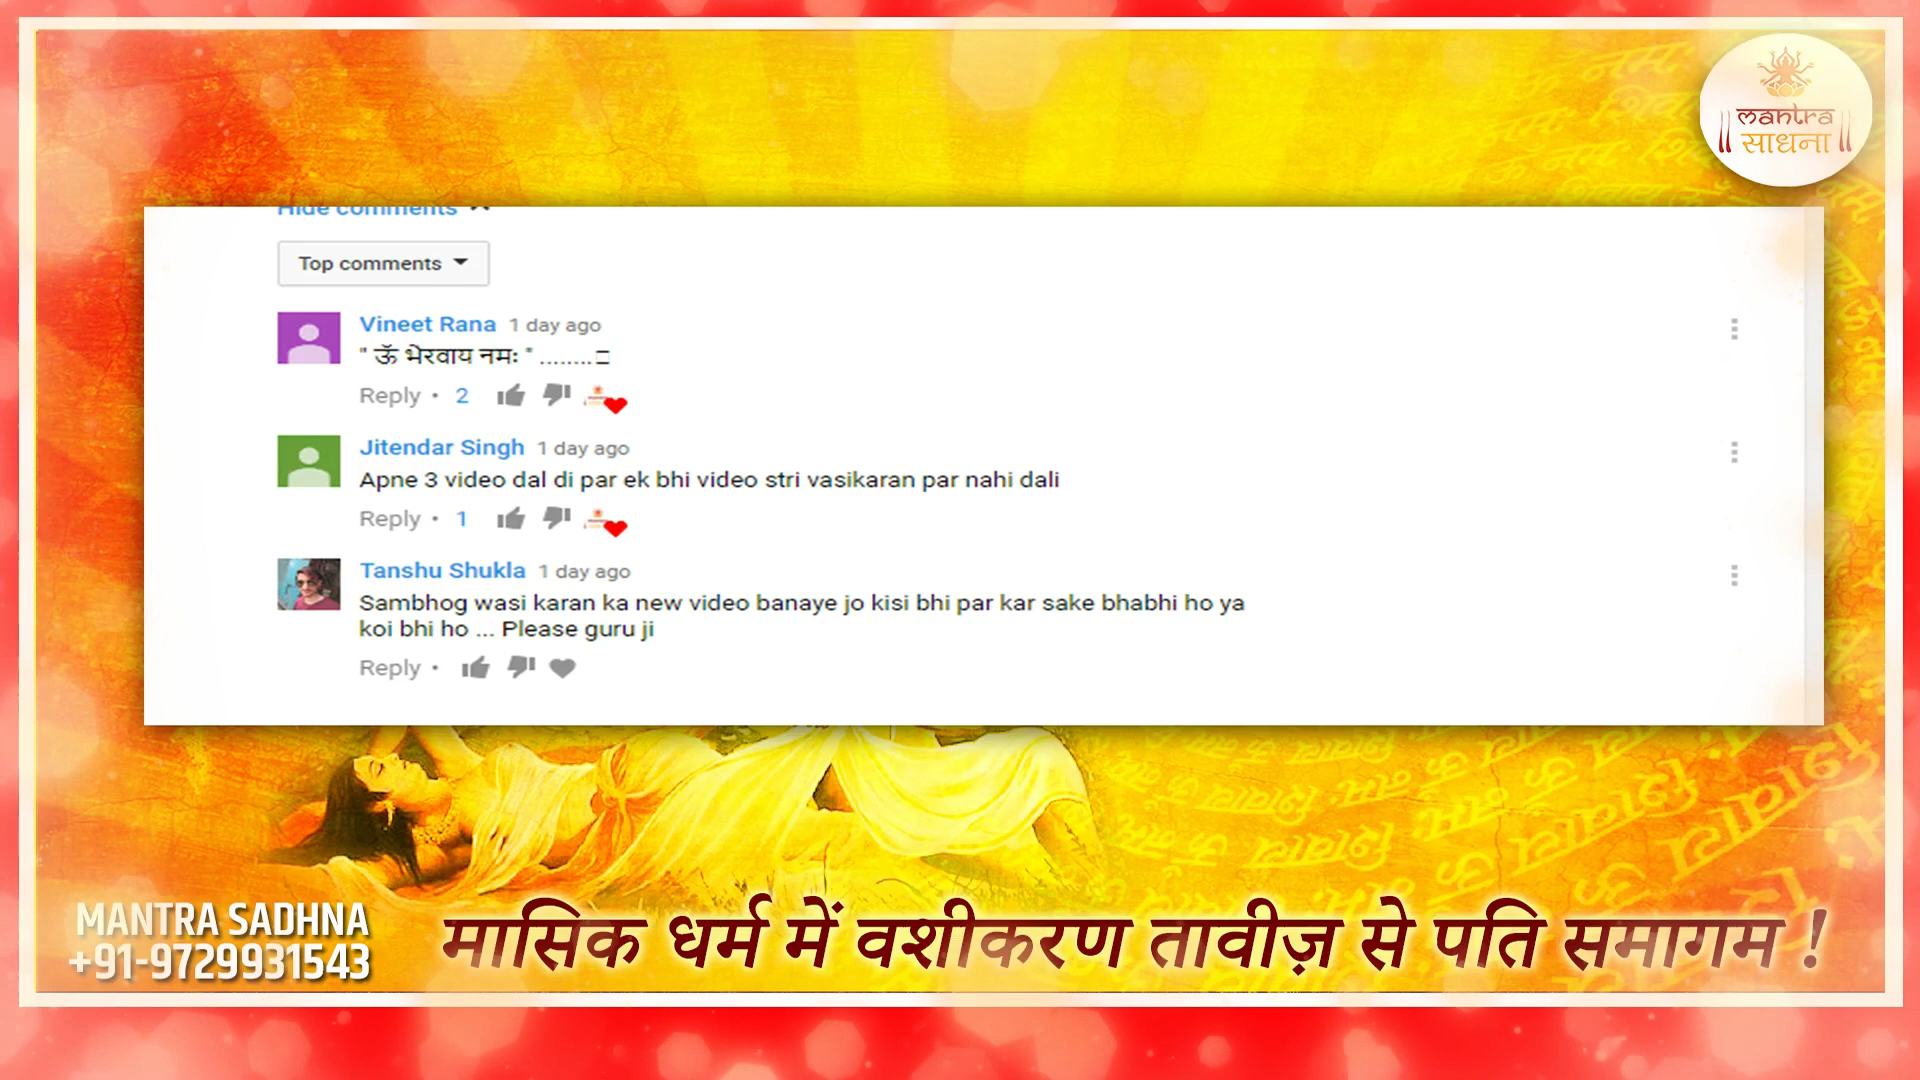 mantra
साधना
Hide comments
Top comments
Vineet Rana 1 day ago
" ऊँ भेरवाय नमः " ........□
Reply • 2
Jitendar Singh 1 day ago
Apne 3 video dal di par ek bhi video stri vasikaran par nahi dali
Reply • 1
Tanshu Shukla 1 day ago
Sambhog wasi karan ka new video banaye jo kisi bhi par kar sake bhabhi ho ya
koi bhi ho ... Please guru ji
Reply •
MANTRA SADHNA
+91-9729931543
मासिक धर्म में वशीकरण तावीज़ से पति समागम !